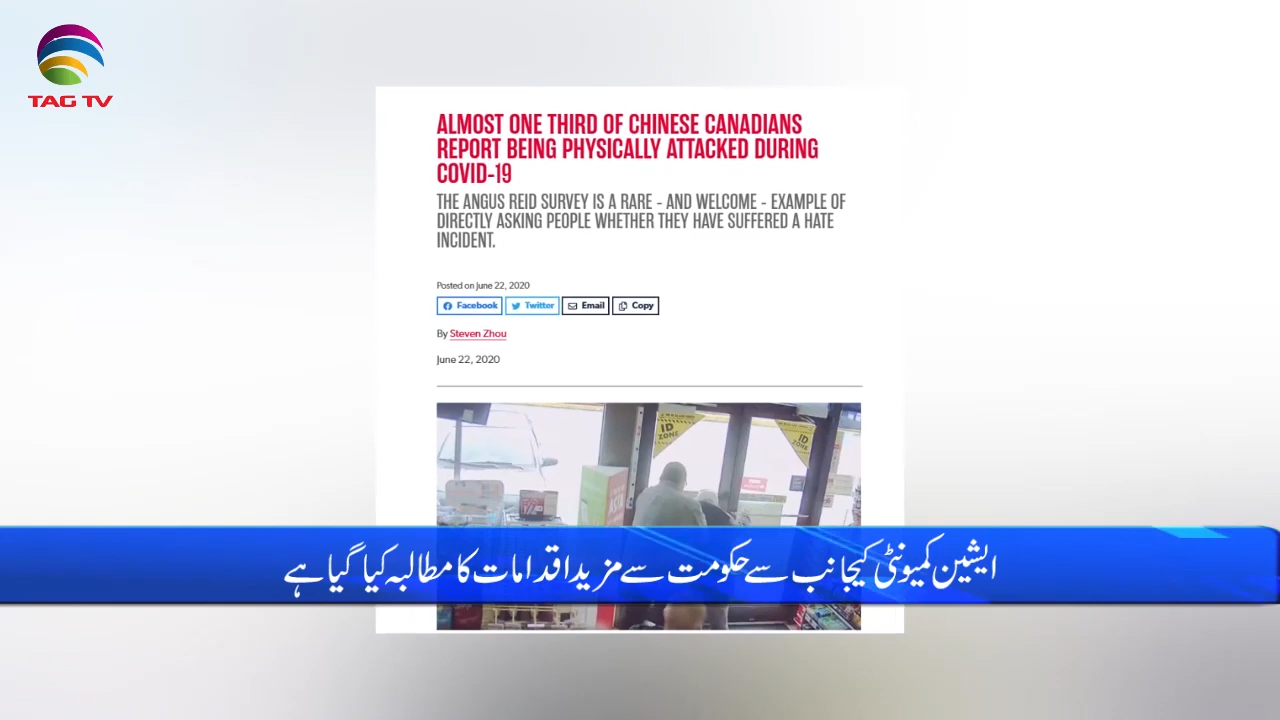 TAG TV
ALMOST ONE THIRD OF CHINESE CANADIANS
REPORT BEING PHYSICALLY ATTACKED DURING
COVID-19
THE ANGUS REID SURVEY IS A RARE - AND WELCOME - EXAMPLE OF
DIRECTLY ASKING PEOPLE WHETHER THEY HAVE SUFFERED A HATE
INCIDENT.
Posted on June 22, 2020
Facebook Twitter Email Copy
By Steven Zhou
June 22, 2020
ID ZONE
ID ZONE
ایشین کمیونٹی کیجانب سے حکومت سے مزید اقدامات کا مطالبہ کیا گیا ہے